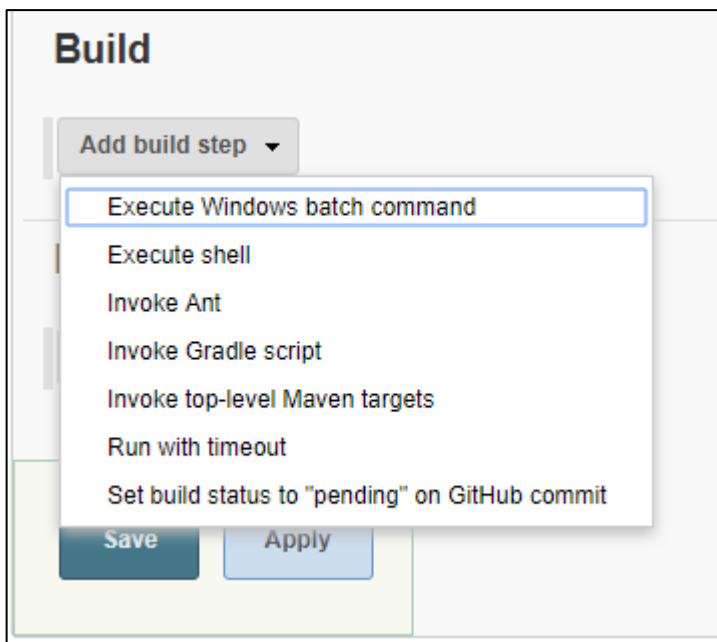 Build
Add build step
Execute Windows batch command
Execute shell
Invoke Ant
Invoke Gradle script
Invoke top-level Maven targets
Run with timeout
Set build status to "pending" on GitHub commit
Save Apply